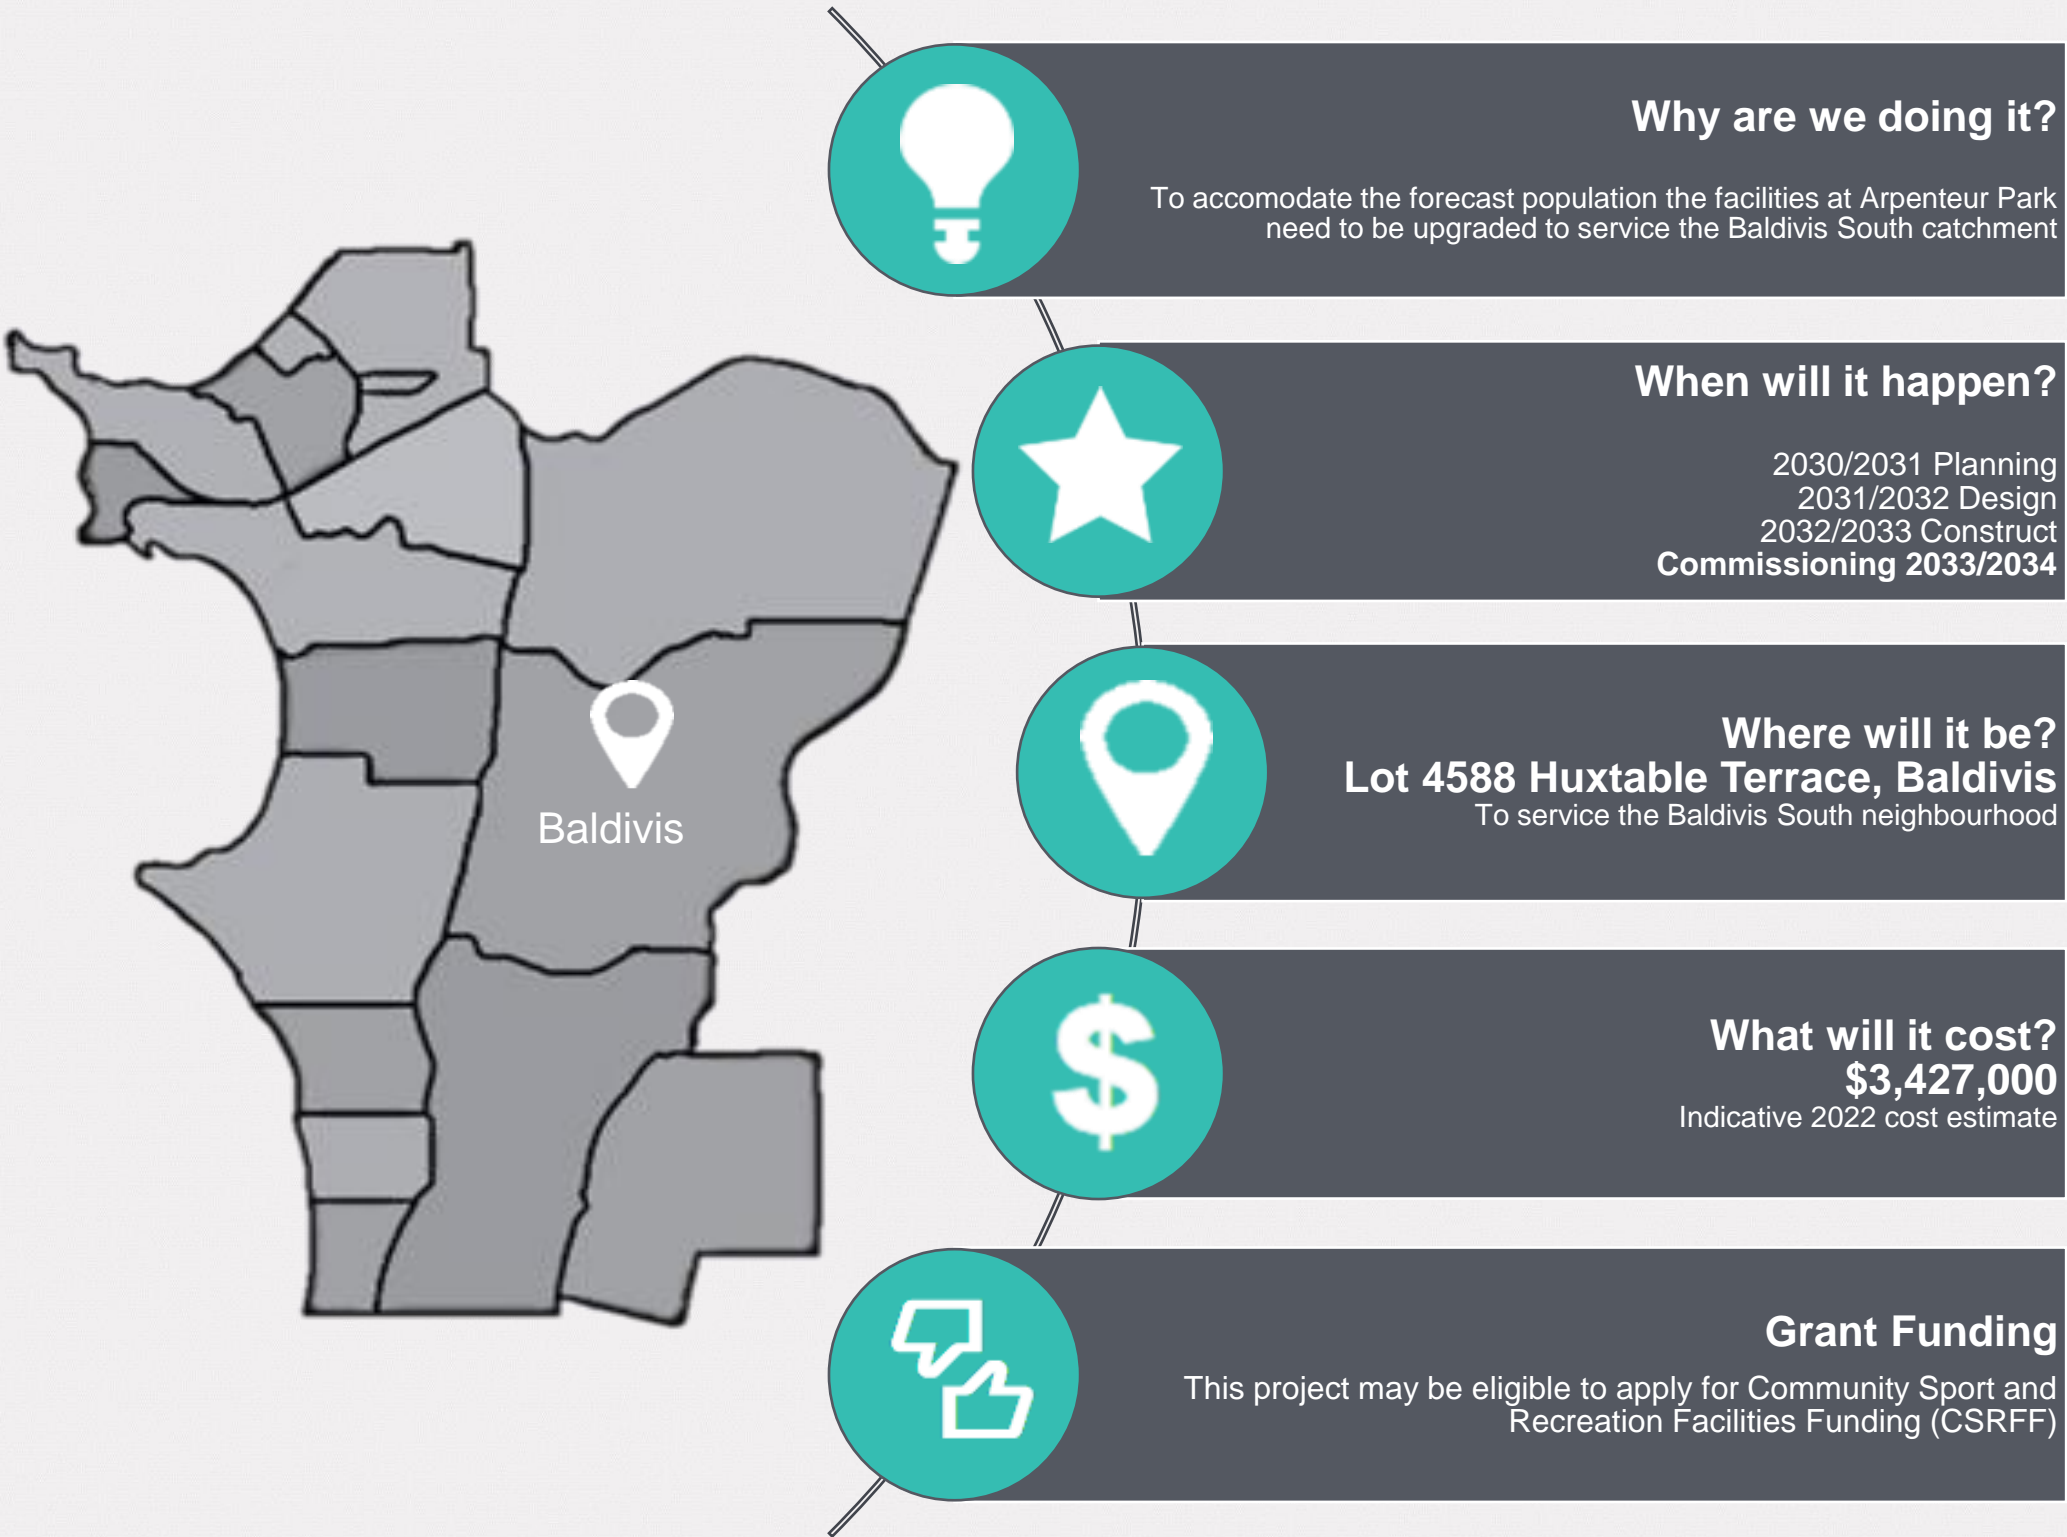 Why are we doing it?
To accomodate the forecast population the facilities at Arpenteur Park
need to be upgraded to service the Baldivis South catchment
When will it happen?
2030/2031 Planning
2031/2032 Design
2032/2033 Construct
Commissioning 2033/2034
Where will it be?
Lot 4588 Huxtable Terrace, Baldivis
To service the Baldivis South neighbourhood
Baldivis
What will it cost?
$3,427,000
Indicative 2022 cost estimate
Grant Funding
This project may be eligible to apply for Community Sport and
Recreation Facilities Funding (CSRFF)